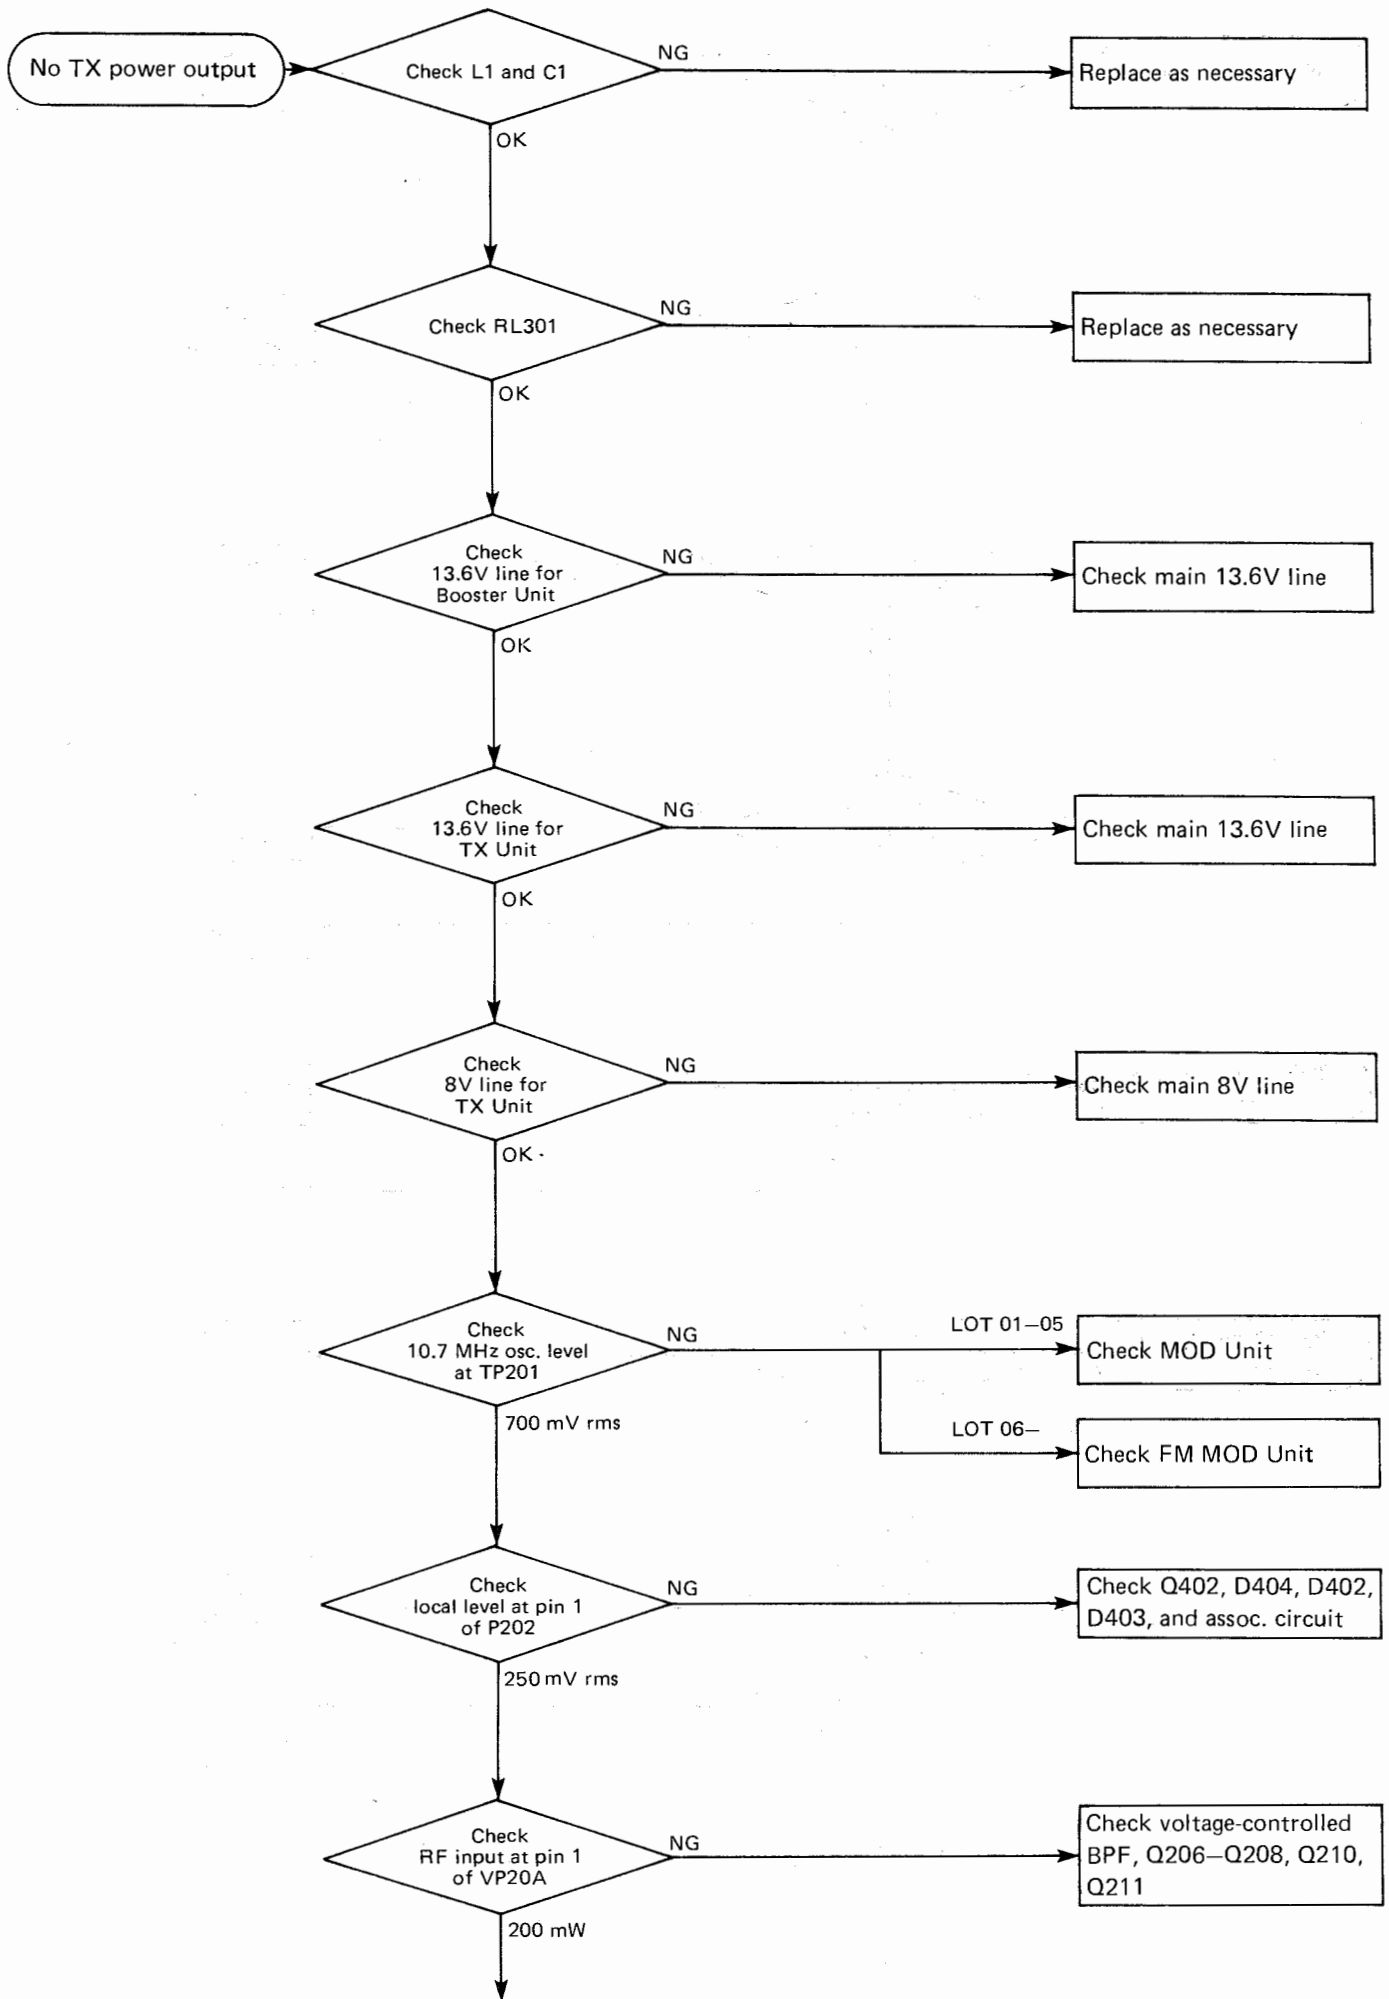 No TX power output
Check L1 and C1
NG
Replace as necessary
OK
Check RL301
NG
Replace as necessary
OK
Check
13.6V line for
Booster Unit
NG
Check main 13.6V line
OK
Check
13.6V line for
TX Unit
NG
Check main 13.6V line
OK
Check
8V line for
TX Unit
NG
Check main 8V line
OK
Check
10.7 MHz osc. level
at TP201
NG
LOT 01–05
Check MOD Unit
LOT 06–
Check FM MOD Unit
700 mV rms
Check
local level at pin 1
of P202
NG
Check Q402, D404, D402,
D403, and assoc. circuit
250 mV rms
Check
RF input at pin 1
of VP20A
NG
Check voltage-controlled
BPF, Q206–Q208, Q210,
Q211
200 mW